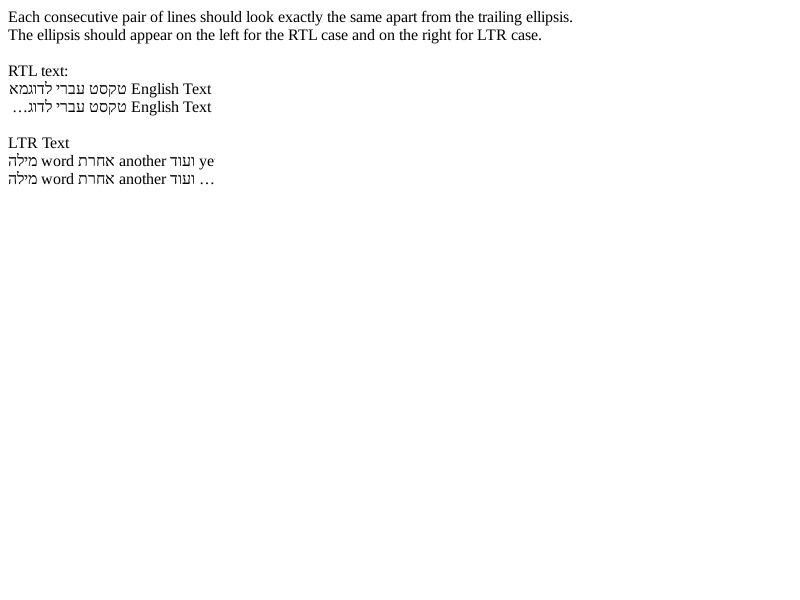 Each consecutive pair of lines should look exactly the same apart from the trailing ellipsis.
The ellipsis should appear on the left for the RTL case and on the right for LTR case.
RTL text:
English Text טקסט עברי לדוגמא
English Text טקסט עברי לדוג…
LTR Text
מילה word אחרת another ועוד ye
מילה word אחרת another ועוד …